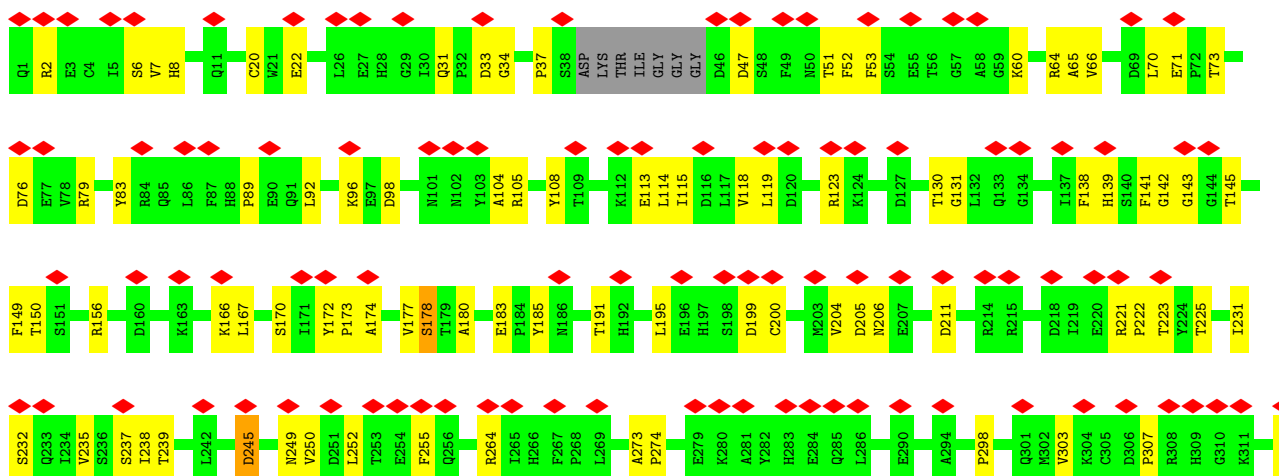 Q1 R2 E3 C4 I5 S6 V7 H8 Q11 C20 W21 E22 L26 E27 H28 G29 I30 Q31 P32 D33 G34 P37 S38 ASP LYS THR ILE GLY GLY GLY D46 D47 S48 F49 N50 T51 F52 F53 S54 E55 T56 G57 A58 G59 K60 R64 A65 V66 D69 L70 E71 P72 T73
D76 E77 V78 R79 Y83 R84 Q85 L86 F87 H88 P89 E90 Q91 L92 K96 E97 D98 N101 N102 Y103 A104 R105 Y108 T109 K112 E113 L114 I115 D116 L117 V118 L119 D120 R123 K124 D127 T130 G131 L132 Q133 G134 I137 F138 H139 S140 F141 G142 G143 G144 T145
F149 T150 S151 R156 D160 K163 K166 L167 S170 I171 Y172 P173 A174 V177 S178 T179 A180 E183 P184 Y185 N186 T191 H192 L195 E196 H197 S198 D199 C200 M203 V204 D205 N206 E207 D211 R214 R215 D218 I219 E220 R221 P222 T223 Y224 T225 I231
S232 Q233 I234 V235 S236 S237 I238 T239 L242 D245 N249 V250 D251 L252 T253 E254 F255 Q256 R264 I265 H266 F267 P268 L269 A273 P274 E279 K280 A281 Y282 H283 E284 Q285 L286 E290 A294 P298 Q301 M302 V303 K304 C305 D306 P307 R308 H309 G310 K311